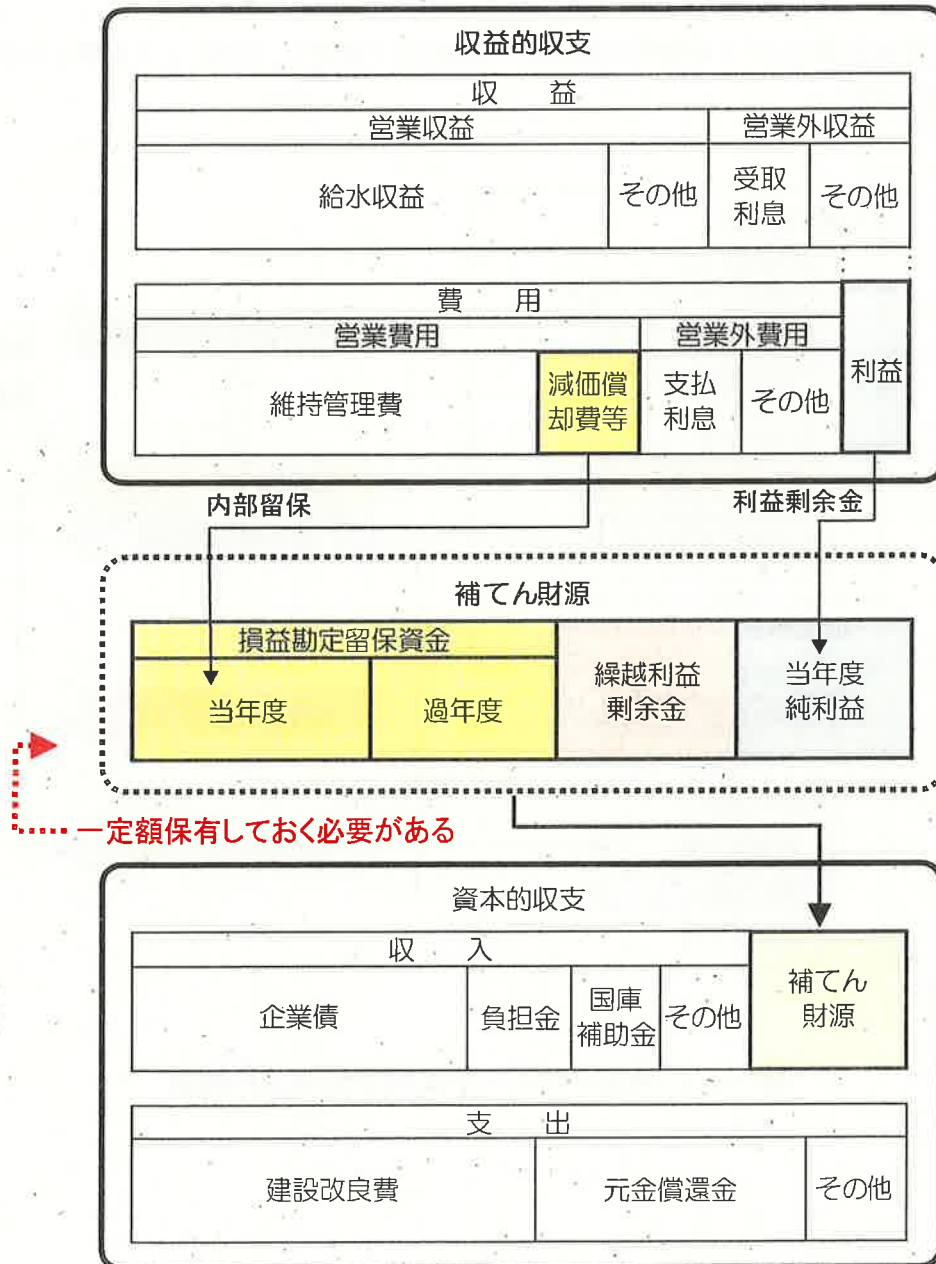 収益的収支
収　益
営業収益　営業外収益
給水収益　その他　受取利息　その他
費　用
営業費用　営業外費用
維持管理費　減価償却費等　支払利息　その他　利益
内部留保　利益剰余金
補てん財源
損益勘定留保資金
当年度　過年度　繰越利益剰余金　当年度純利益
一定額保有しておく必要がある
資本的収支
収　入
企業債　負担金　国庫補助金　その他　補てん財源
支　出
建設改良費　元金償還金　その他